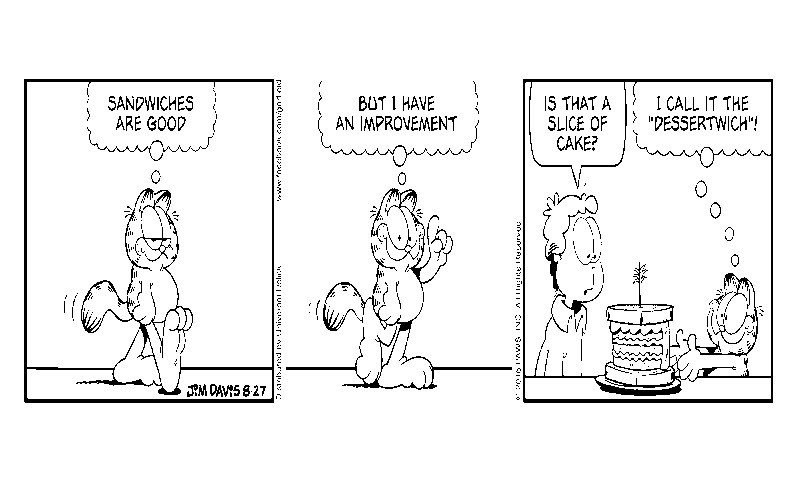 SANDWICHES
ARE GOOD
JIM DAVIS 8·27
BUT I HAVE
AN IMPROVEMENT
IS THAT A
SLICE OF
CAKE?
I CALL IT THE
"DESSERTWICH"!